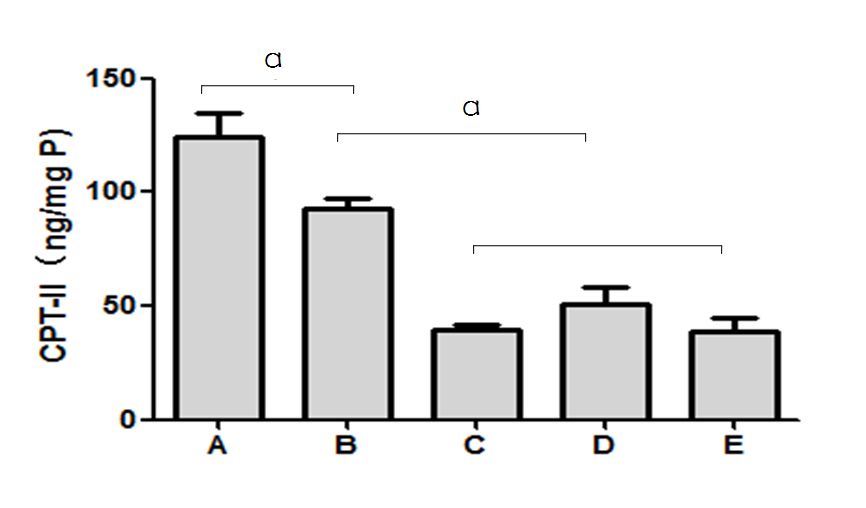 a
a
150
100
50
0
CPT-II（ng/mg P)
A B C D E